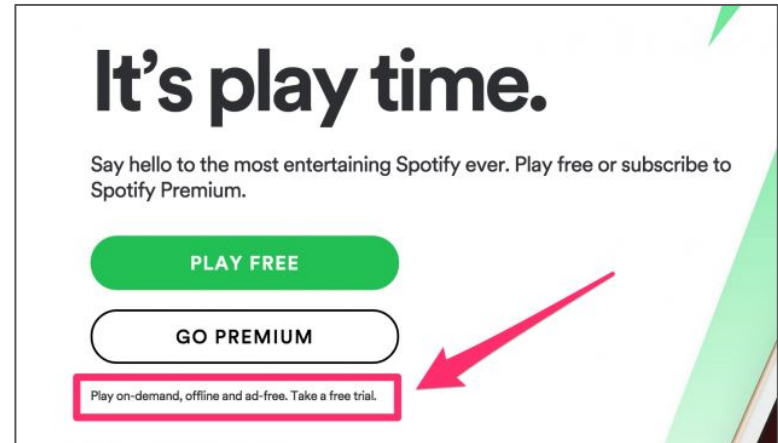 It's play time.
Say hello to the most entertaining Spotify ever. Play free or subscribe to
Spotify Premium.
PLAY FREE
GO PREMIUM
Play on-demand, offline and ad-free. Take a free trial.